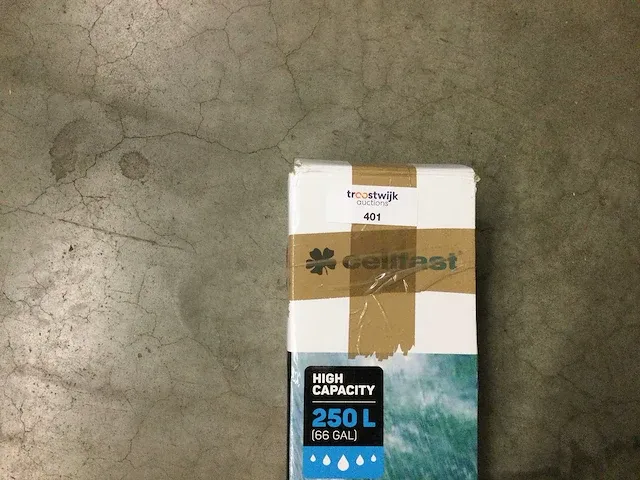 troostwijk
auctions
401
cellfast
HIGH
CAPACITY
250 L
(66 GAL)